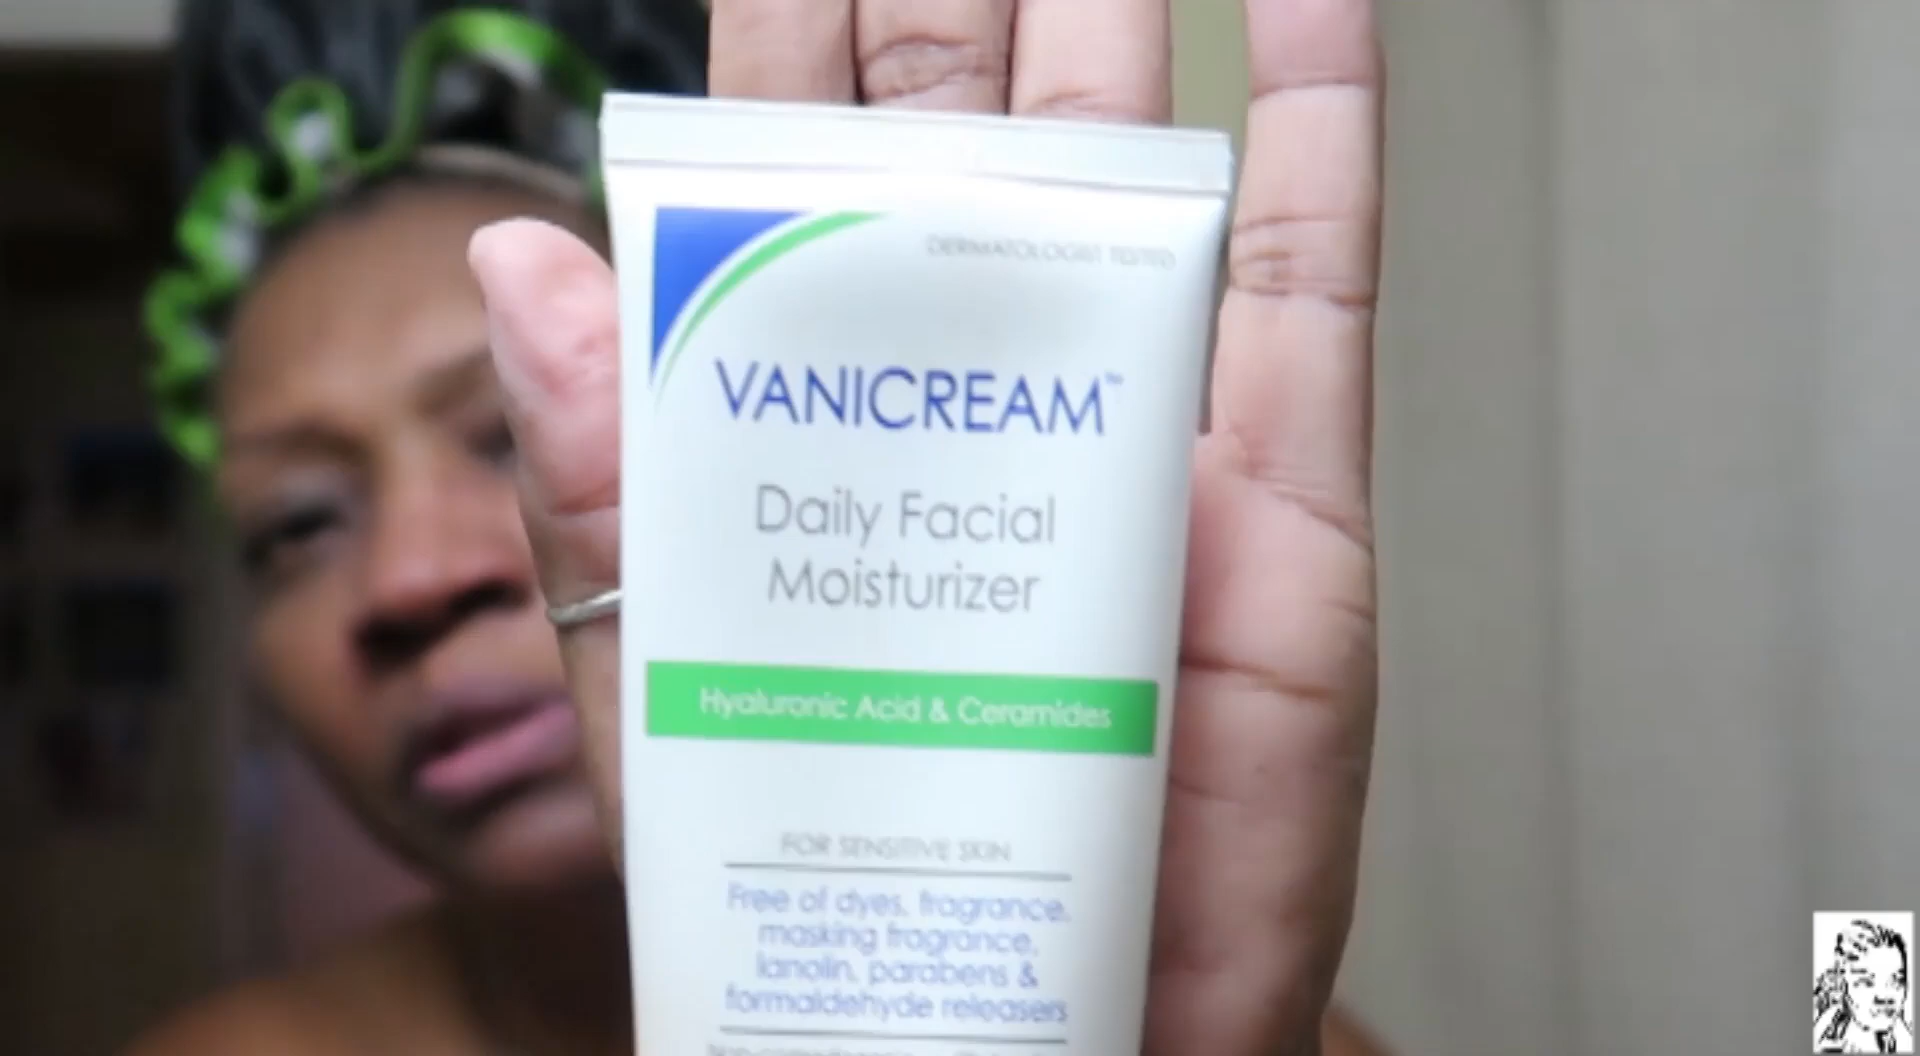 DERMATOLOGIST TESTED
VANICREAM™
Daily Facial
Moisturizer
Hyaluronic Acid & Ceramides
FOR SENSITIVE SKIN
Free of dyes, fragrance,
masking fragrance,
lanolin, parabens &
formaldehyde releasers